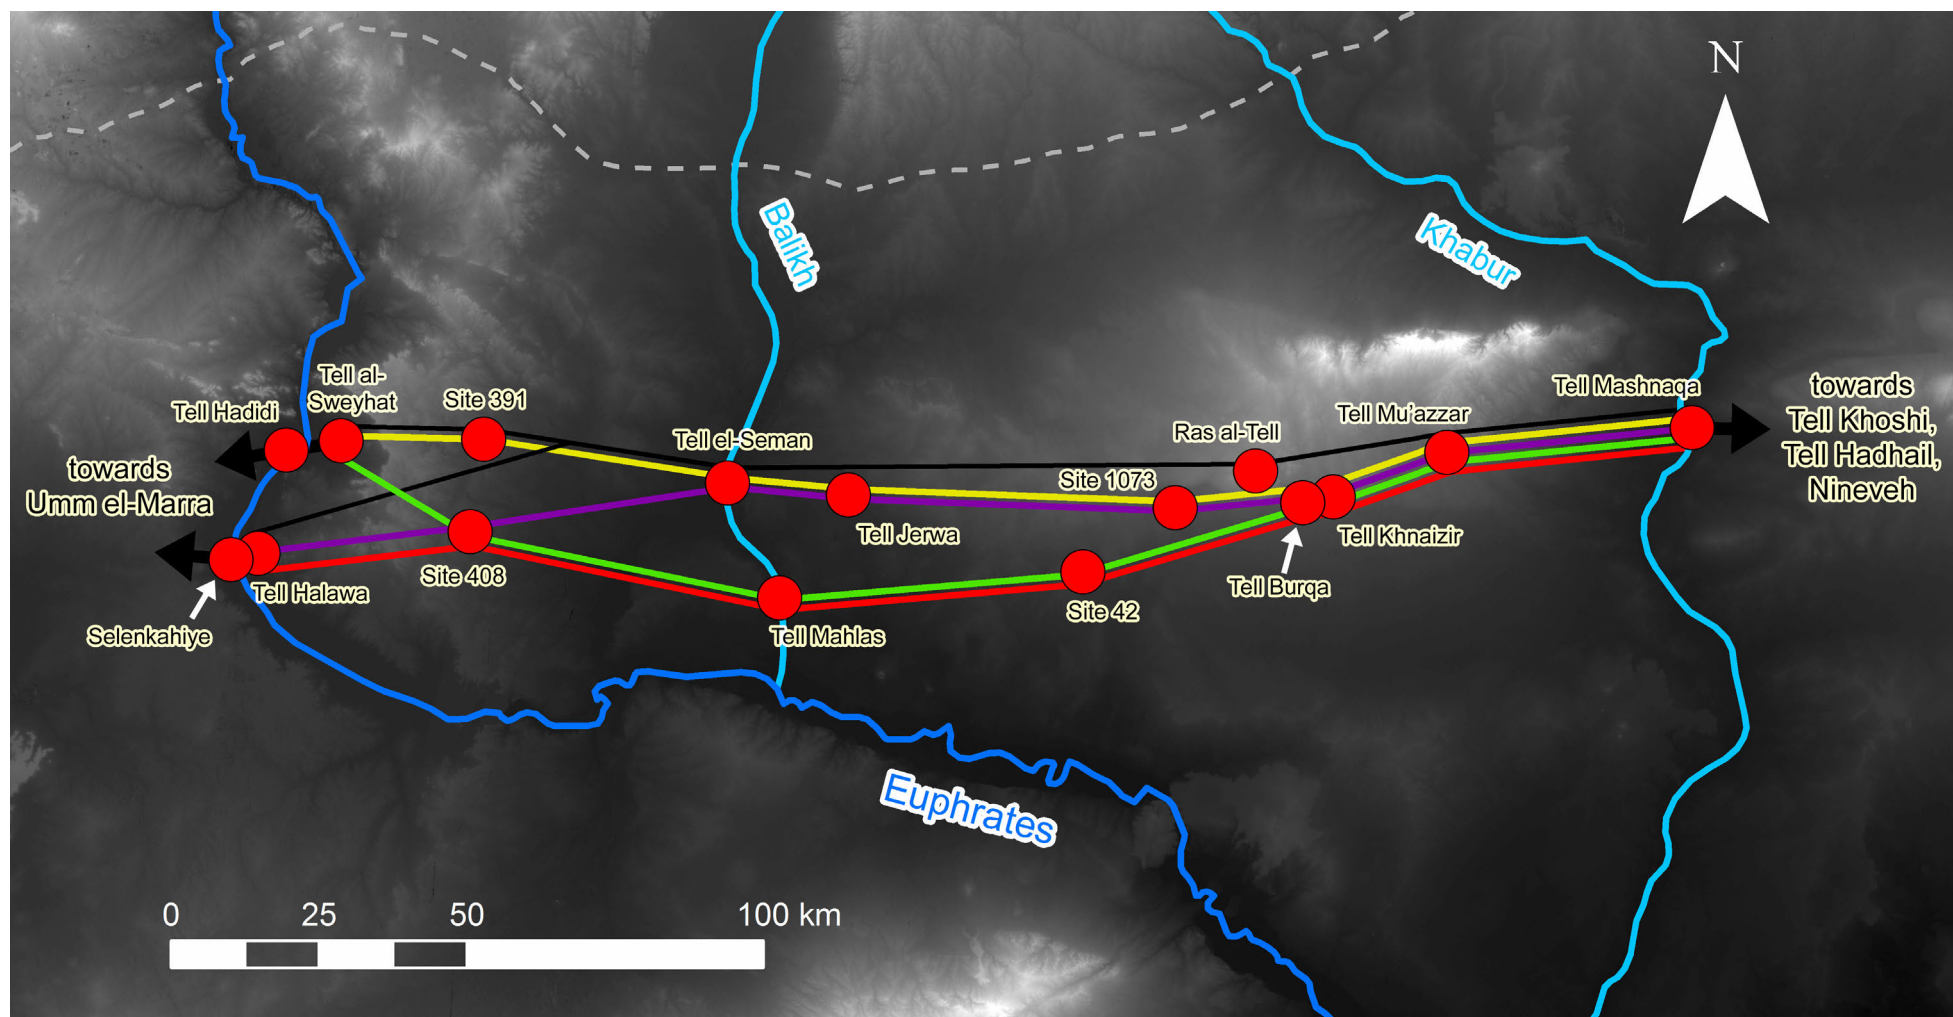 N
Balikh
Khabur
Tell al-
Sweyhat
Site 391
Tell Hadidi
Tell Mashnaqa
towards
Tell Khoshi,
Tell Hadhail,
Nineveh
Tell Mu'azzar
Ras al-Tell
Tell el-Seman
towards
Umm el-Marra
Site 1073
Tell Jerwa
Tell Khnaizir
Site 408
Tell Burqa
Tell Halawa
Site 42
Selenkahiye
Tell Mahlas
Euphrates
0 25 50 100 km